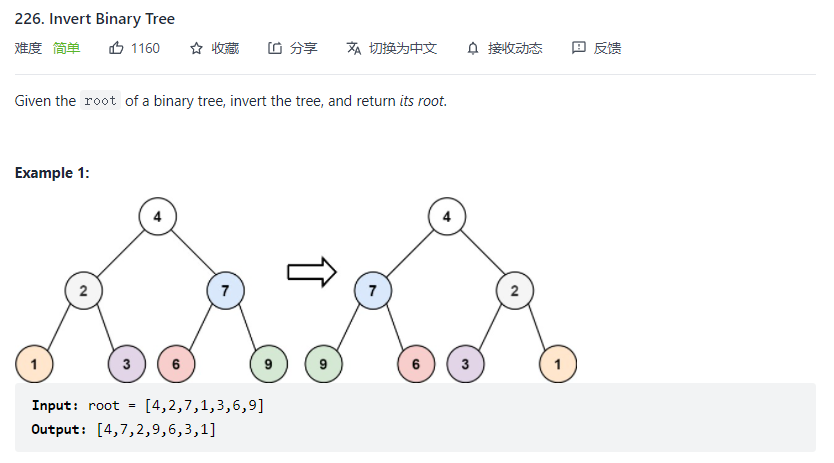 226. Invert Binary Tree
难度 简单 1160 收藏 分享 切换为中文 接收动态 反馈
Given the root of a binary tree, invert the tree, and return its root.
Example 1:
4 4
2 7 7 2
1 3 6 9 9 6 3 1
Input: root = [4,2,7,1,3,6,9]
Output: [4,7,2,9,6,3,1]